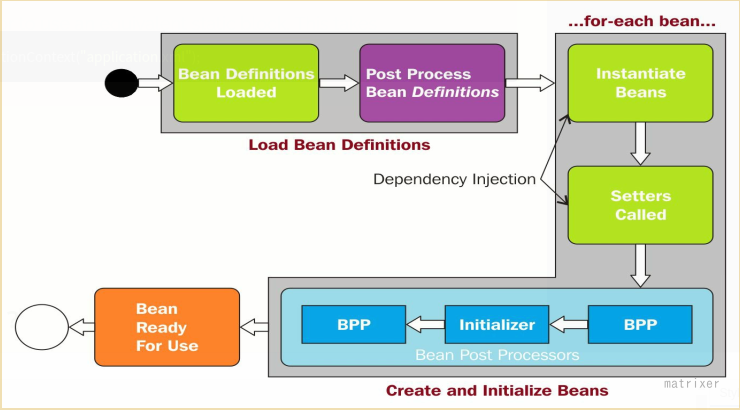 ...for-each bean...
Bean Definitions
Loaded
Post Process
Bean Definitions
Instantiate
Beans
Load Bean Definitions
Dependency Injection
Setters
Called
Bean
Ready
For Use
BPP
Initializer
BPP
Bean Post Processors
Create and Initialize Beans
matrixer